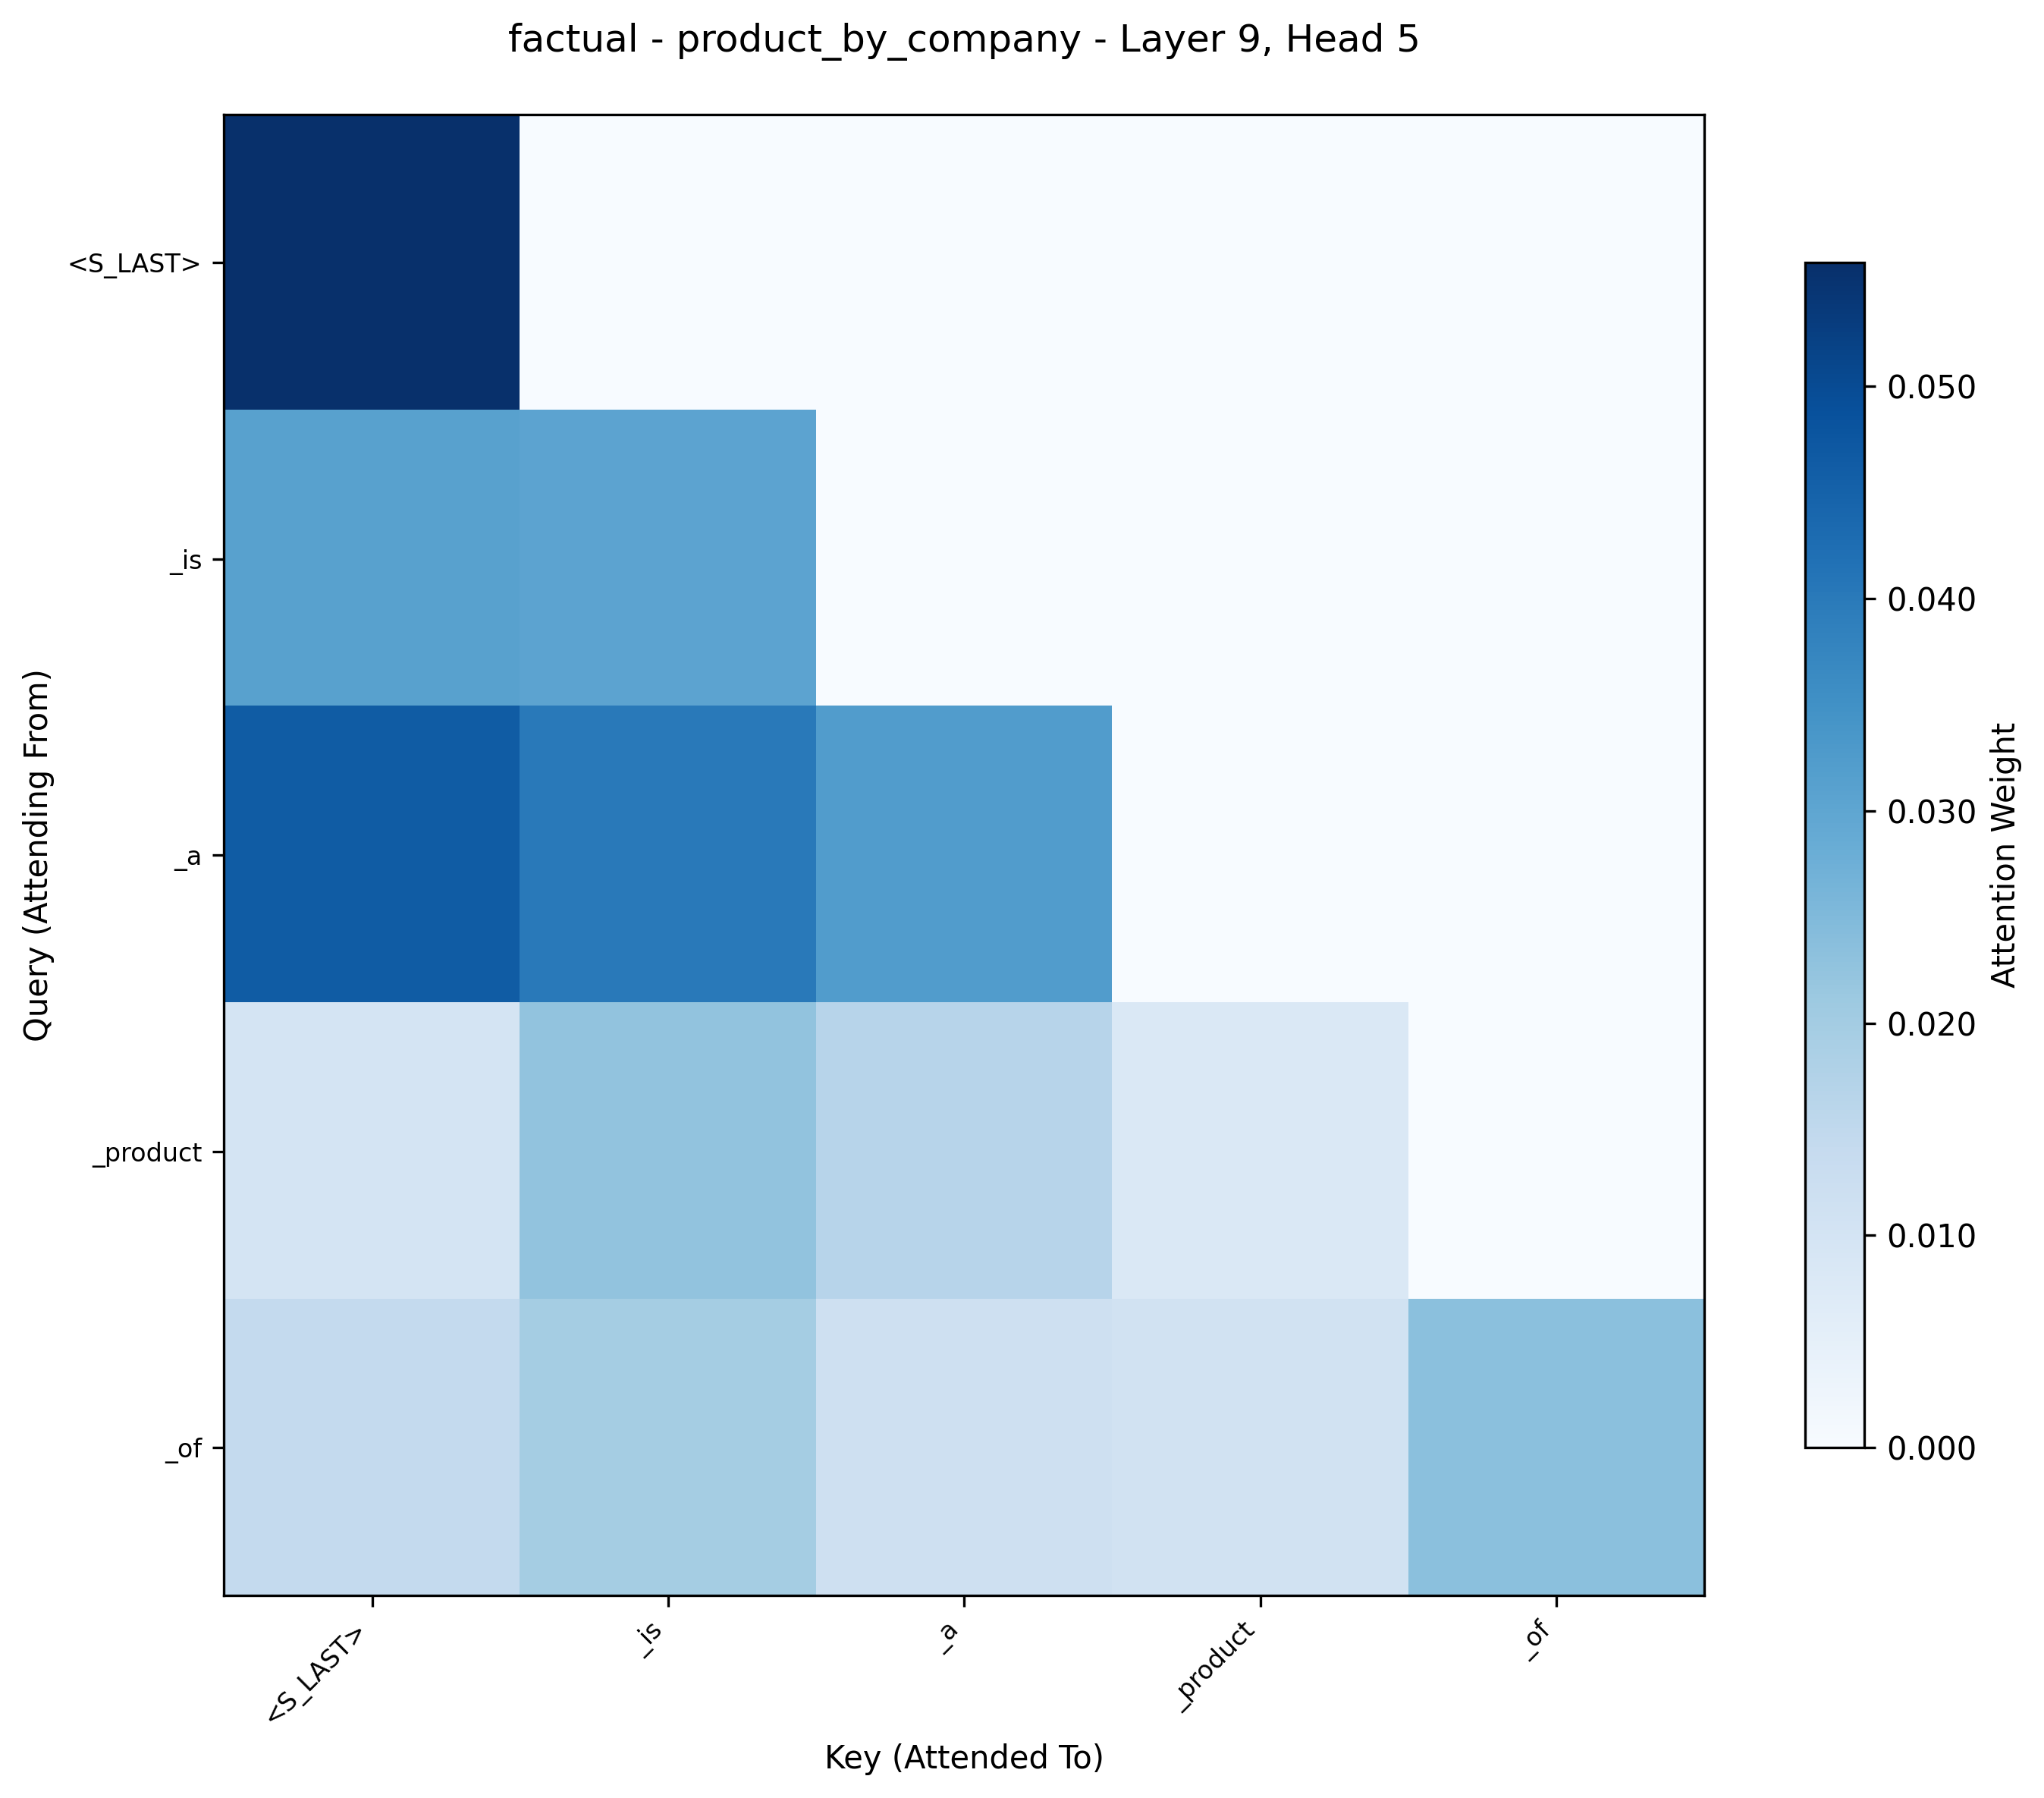 factual - product_by_company - Layer 9, Head 5
Query (Attending From)
<S_LAST>
_is
_a
_product
_of
<S_LAST>
_is
_a
_product
_of
Key (Attended To)
0.050
0.040
0.030
0.020
0.010
0.000
Attention Weight